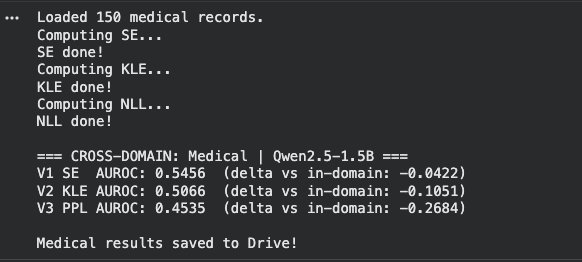 ... Loaded 150 medical records.
Computing SE...
SE done!
Computing KLE...
KLE done!
Computing NLL...
NLL done!
=== CROSS-DOMAIN: Medical | Qwen2.5-1.5B ===
V1 SE  AUROC: 0.5456  (delta vs in-domain: -0.0422)
V2 KLE AUROC: 0.5066  (delta vs in-domain: -0.1051)
V3 PPL AUROC: 0.4535  (delta vs in-domain: -0.2684)
Medical results saved to Drive!